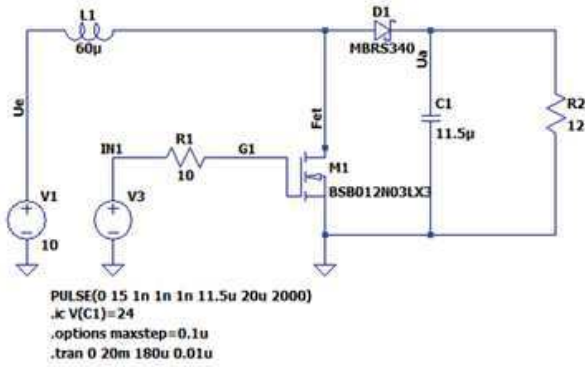 L1
60µ
D1
MBRS340
Ue
Ua
Fet
C1
11.5µ
R2
12
IN1
R1
10
G1
M1
BSB012N03LX3
V1
10
V3
PULSE(0 15 1n 1n 1n 11.5u 20u 2000)
.ic V(C1)=24
.options maxstep=0.1u
.tran 0 20m 180u 0.01u